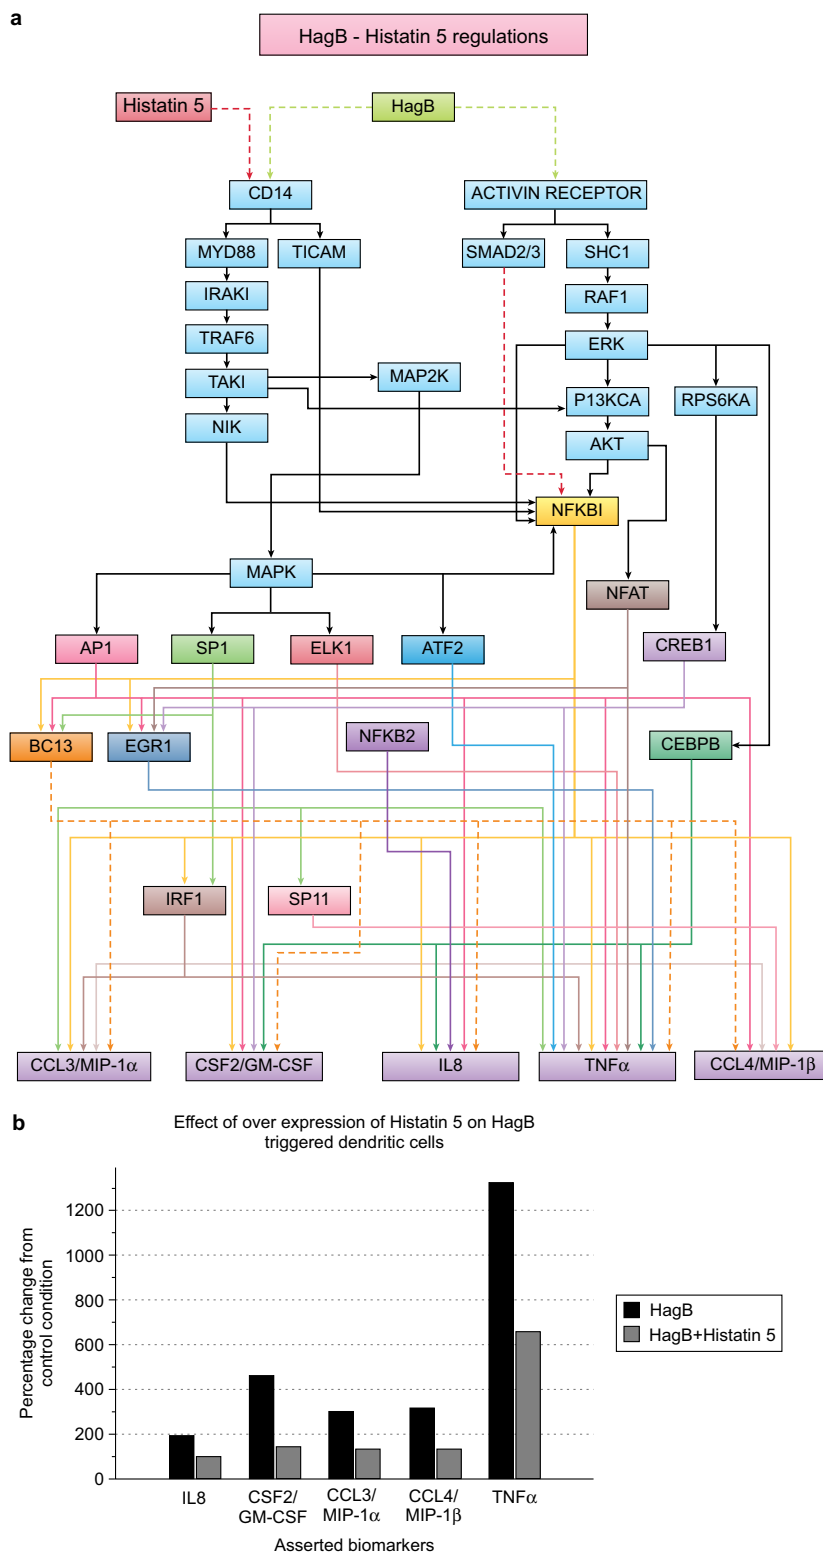 a
HagB - Histatin 5 regulations
Histatin 5
HagB
CD14
ACTIVIN RECEPTOR
MYD88
TICAM
SMAD2/3
SHC1
IRAKI
RAF1
TRAF6
ERK
TAKI
MAP2K
P13KCA
RPS6KA
NIK
AKT
NFKBI
MAPK
NFAT
AP1
SP1
ELK1
ATF2
CREB1
BC13
EGR1
NFKB2
CEBPB
IRF1
SP11
CCL3/MIP-1α
CSF2/GM-CSF
IL8
TNFα
CCL4/MIP-1β
b
Effect of over expression of Histatin 5 on HagB
triggered dendritic cells
Percentage change from
control condition
1200
1000
800
600
400
200
0
HagB
HagB+Histatin 5
IL8
CSF2/
GM-CSF
CCL3/
MIP-1α
CCL4/
MIP-1β
TNFα
Asserted biomarkers